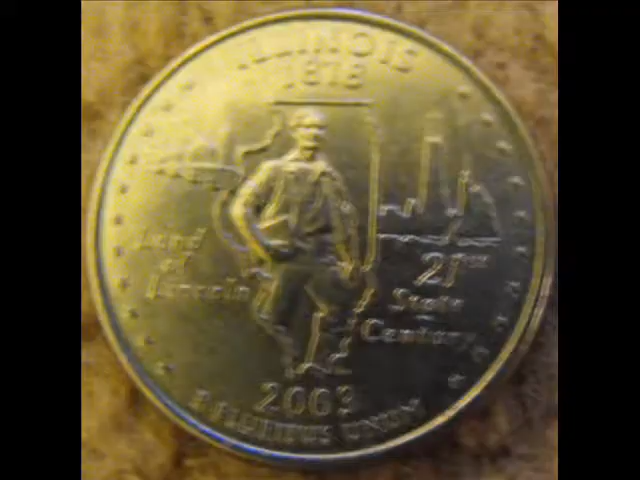 ILLINOIS
1818
Land
of
Lincoln
21st
State
Century
2003
E PLURIBUS UNUM